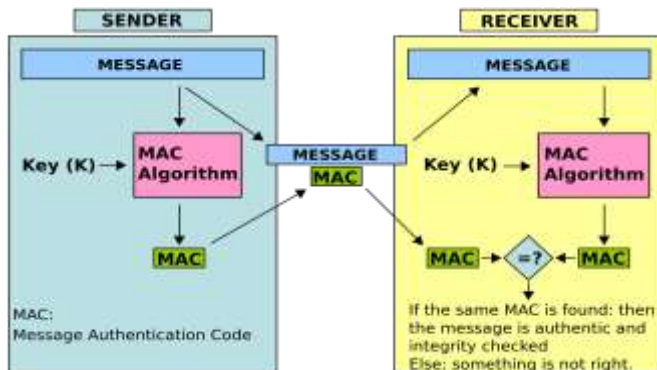 SENDER
MESSAGE
Key (K)
MAC
Algorithm
MAC
MAC:
Message Authentication Code
MESSAGE
MAC
RECEIVER
MESSAGE
Key (K)
MAC
Algorithm
MAC
=?
MAC
If the same MAC is found: then
the message is authentic and
integrity checked
Else: something is not right.